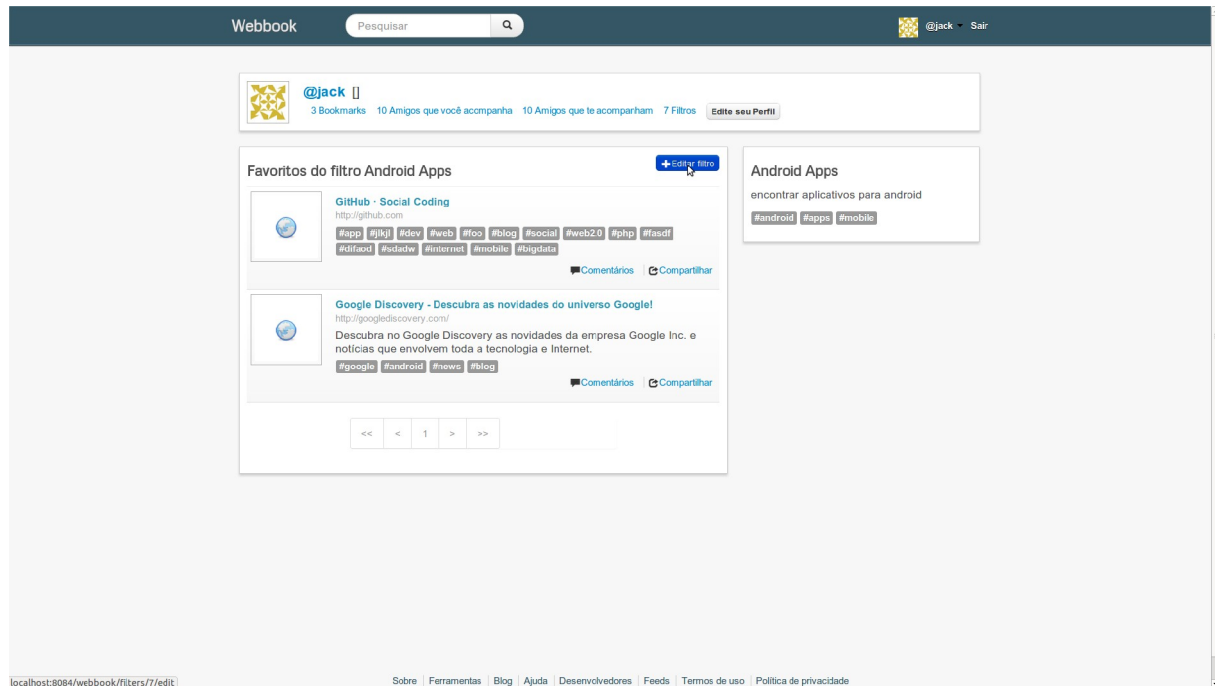 Webbook
Pesquisar
@jack
Sair
@jack []
3 Bookmarks 10 Amigos que você acompanha 10 Amigos que te acompanham 7 Filtros Edite seu Perfil
Favoritos do filtro Android Apps
Editar filtro
GitHub · Social Coding
http://github.com
#app #jlkjl #dev #web #foo #blog #social #web2.0 #php #fasdf
#difaod #sdadw #internet #mobile #bigdata
Comentários Compartilhar
Google Discovery - Descubra as novidades do universo Google!
http://googlediscovery.com/
Descubra no Google Discovery as novidades da empresa Google Inc. e
notícias que envolvem toda a tecnologia e Internet.
#google #android #news #blog
Comentários Compartilhar
<< < 1 > >>
Android Apps
encontrar aplicativos para android
#android #apps #mobile
localhost:8084/webbook/filters/7/edit
Sobre Ferramentas Blog Ajuda Desenvolvedores Feeds Termos de uso Política de privacidade